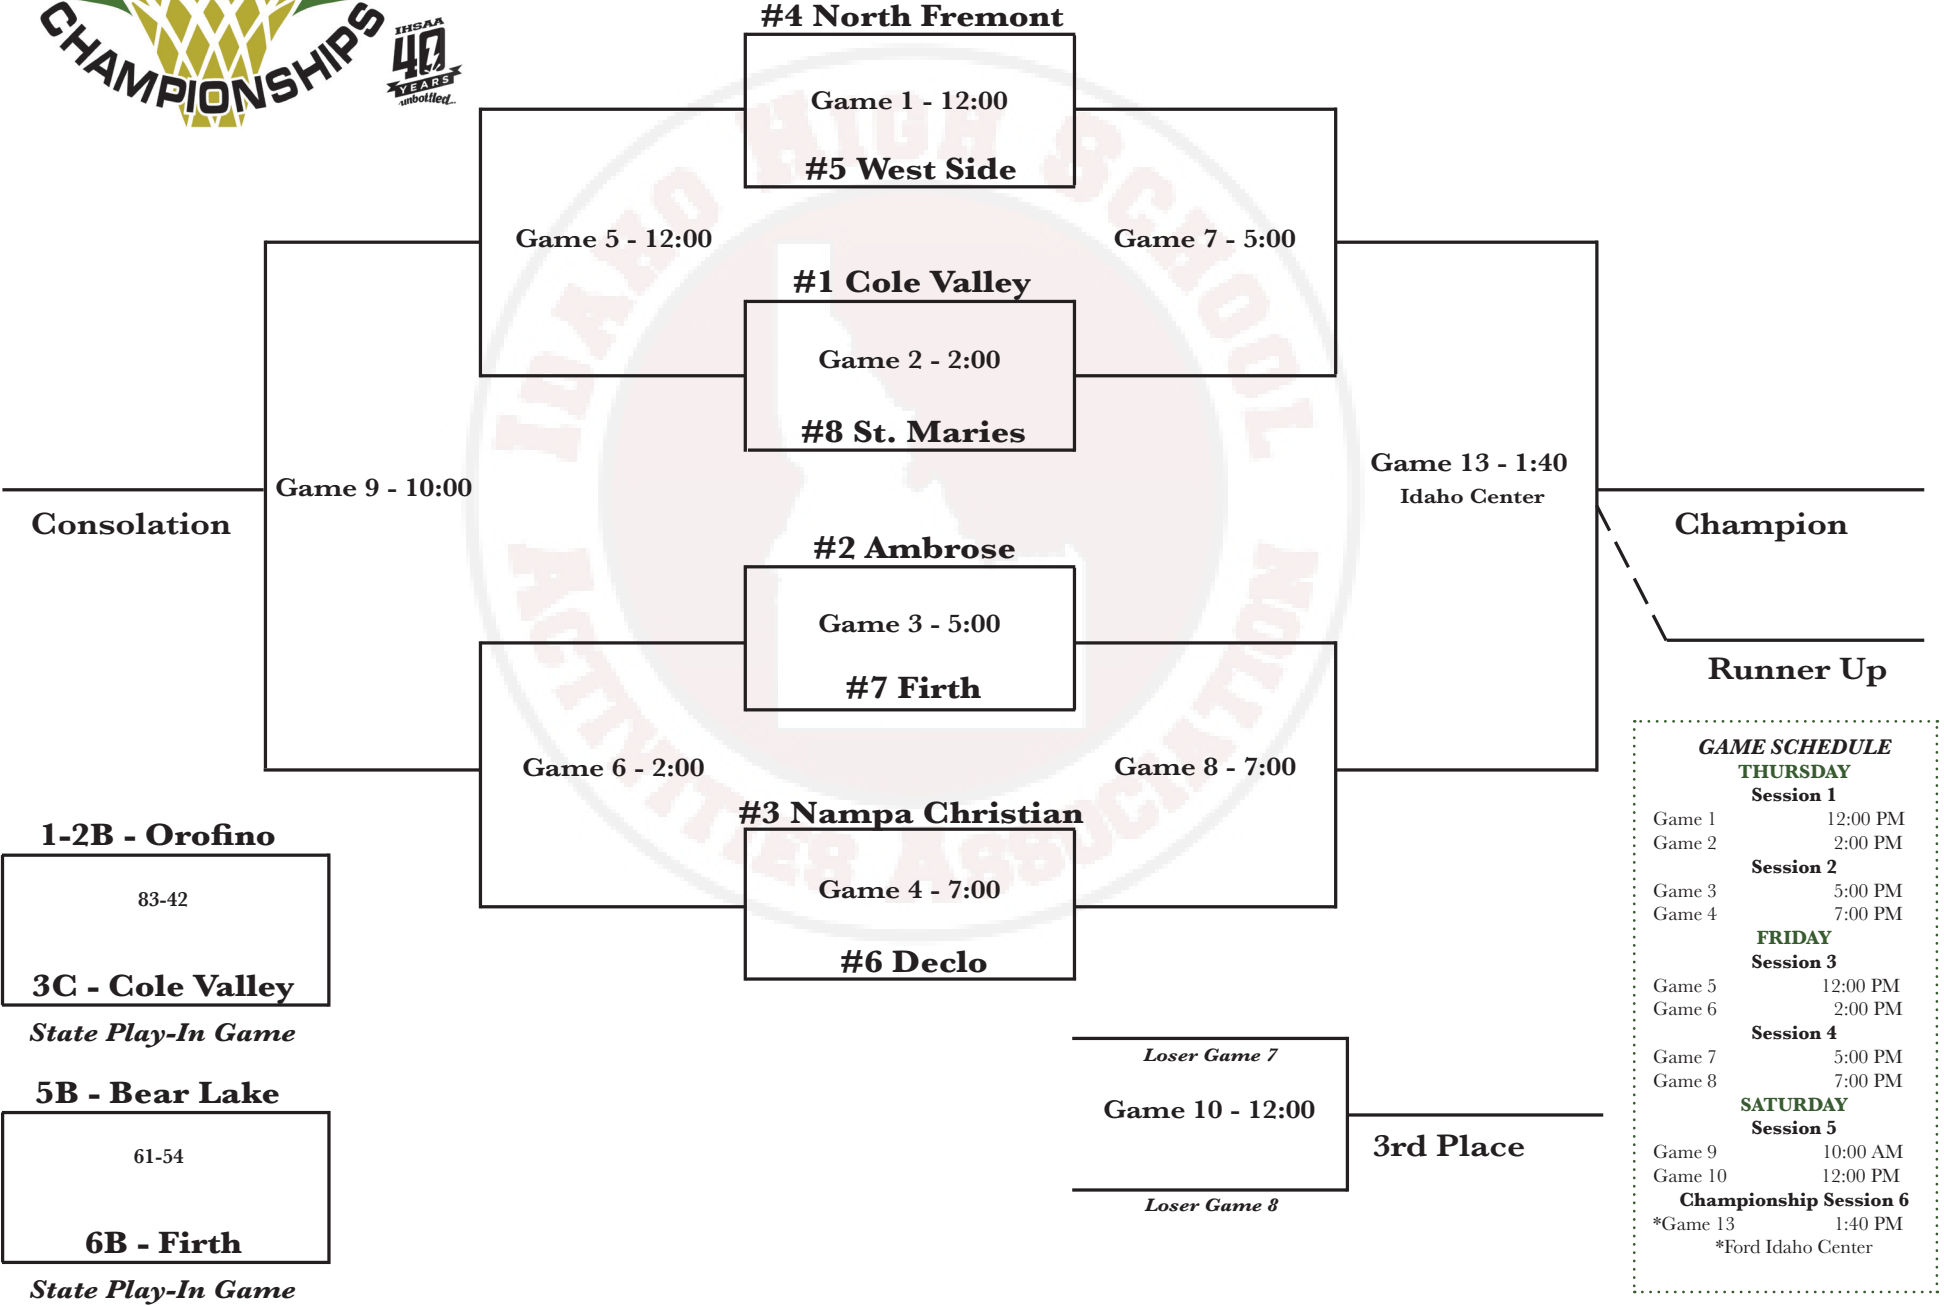 CHAMPIONSHIPS
IHSAA
40
YEARS
unbottled...
#4 North Fremont
Game 1 - 12:00
#5 West Side
Game 5 - 12:00
Game 7 - 5:00
#1 Cole Valley
Game 2 - 2:00
#8 St. Maries
Game 9 - 10:00
Consolation
Game 13 - 1:40
Idaho Center
Champion
Runner Up
#2 Ambrose
Game 3 - 5:00
#7 Firth
Game 6 - 2:00
Game 8 - 7:00
#3 Nampa Christian
Game 4 - 7:00
#6 Declo
IDAHO HIGH SCHOOL
ACTIVITIES ASSOCIATION
1-2B - Orofino
83-42
3C - Cole Valley
State Play-In Game
5B - Bear Lake
61-54
6B - Firth
State Play-In Game
Loser Game 7
Game 10 - 12:00
3rd Place
Loser Game 8
GAME SCHEDULE
THURSDAY
Session 1
Game 1 12:00 PM
Game 2 2:00 PM
Session 2
Game 3 5:00 PM
Game 4 7:00 PM
FRIDAY
Session 3
Game 5 12:00 PM
Game 6 2:00 PM
Session 4
Game 7 5:00 PM
Game 8 7:00 PM
SATURDAY
Session 5
Game 9 10:00 AM
Game 10 12:00 PM
Championship Session 6
*Game 13 1:40 PM
*Ford Idaho Center